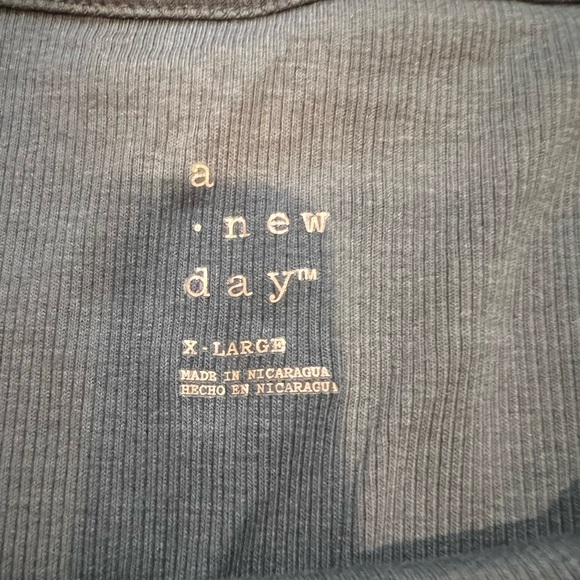 a
· new
day™
X-LARGE
MADE IN NICARAGUA
HECHO EN NICARAGUA